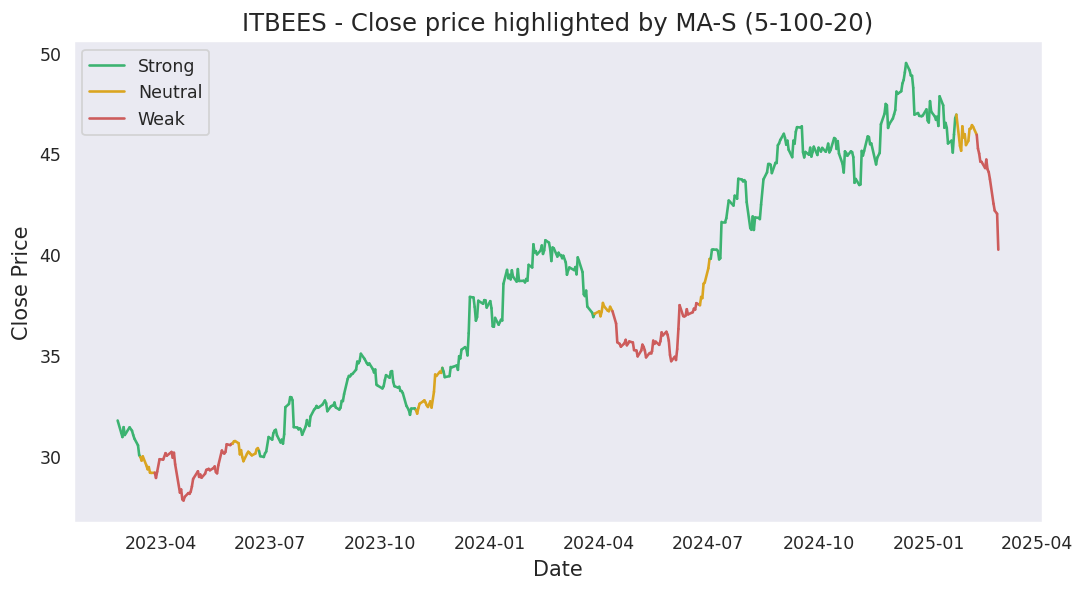 ITBEES - Close price highlighted by MA-S (5-100-20)
Strong
Neutral
Weak
Close Price
50
45
40
35
30
2023-04 2023-07 2023-10 2024-01 2024-04 2024-07 2024-10 2025-01 2025-04
Date